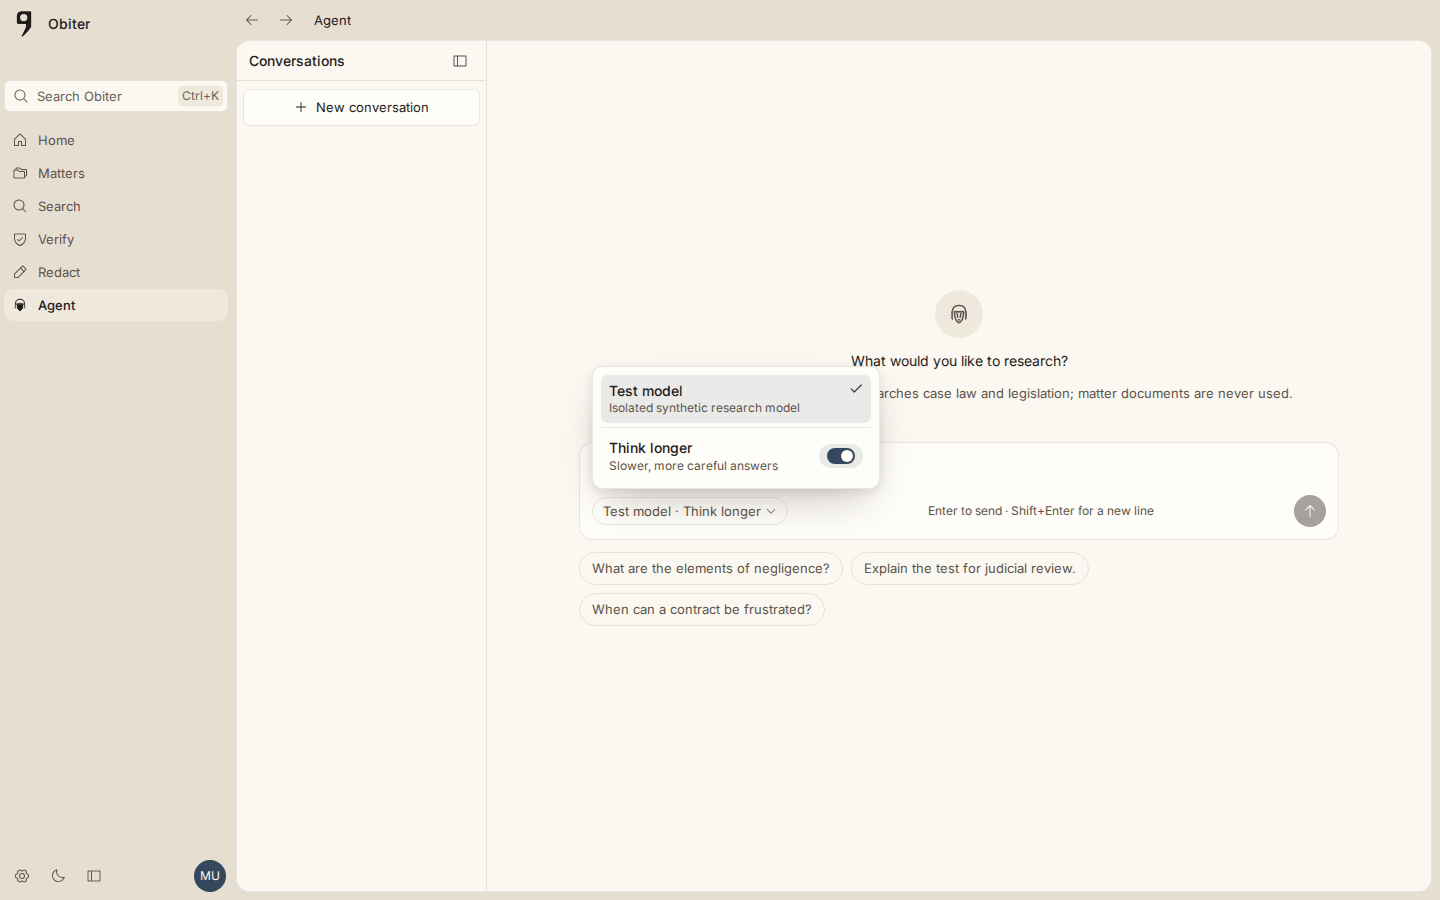 Obiter
Agent
Conversations
Search Obiter
Ctrl+K
New conversation
Home
Matters
Search
Verify
Redact
Agent
What would you like to research?
Test model
Isolated synthetic research model
case law and legislation; matter documents are never used.
Think longer
Slower, more careful answers
Test model · Think longer
Enter to send · Shift+Enter for a new line
What are the elements of negligence?
Explain the test for judicial review.
When can a contract be frustrated?
MU